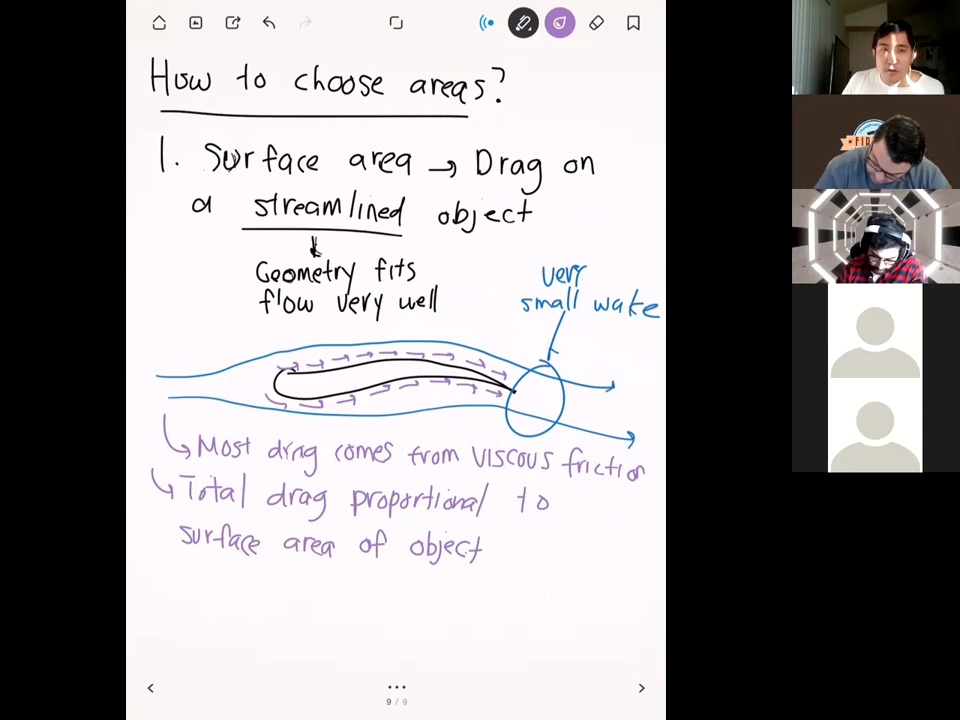 How to choose areas?
1. Surface area → Drag on
a streamlined object
Geometry fits
flow very well
very
small wake
Most drag comes from viscous friction
Total drag proportional to
surface area of object
9 / 9